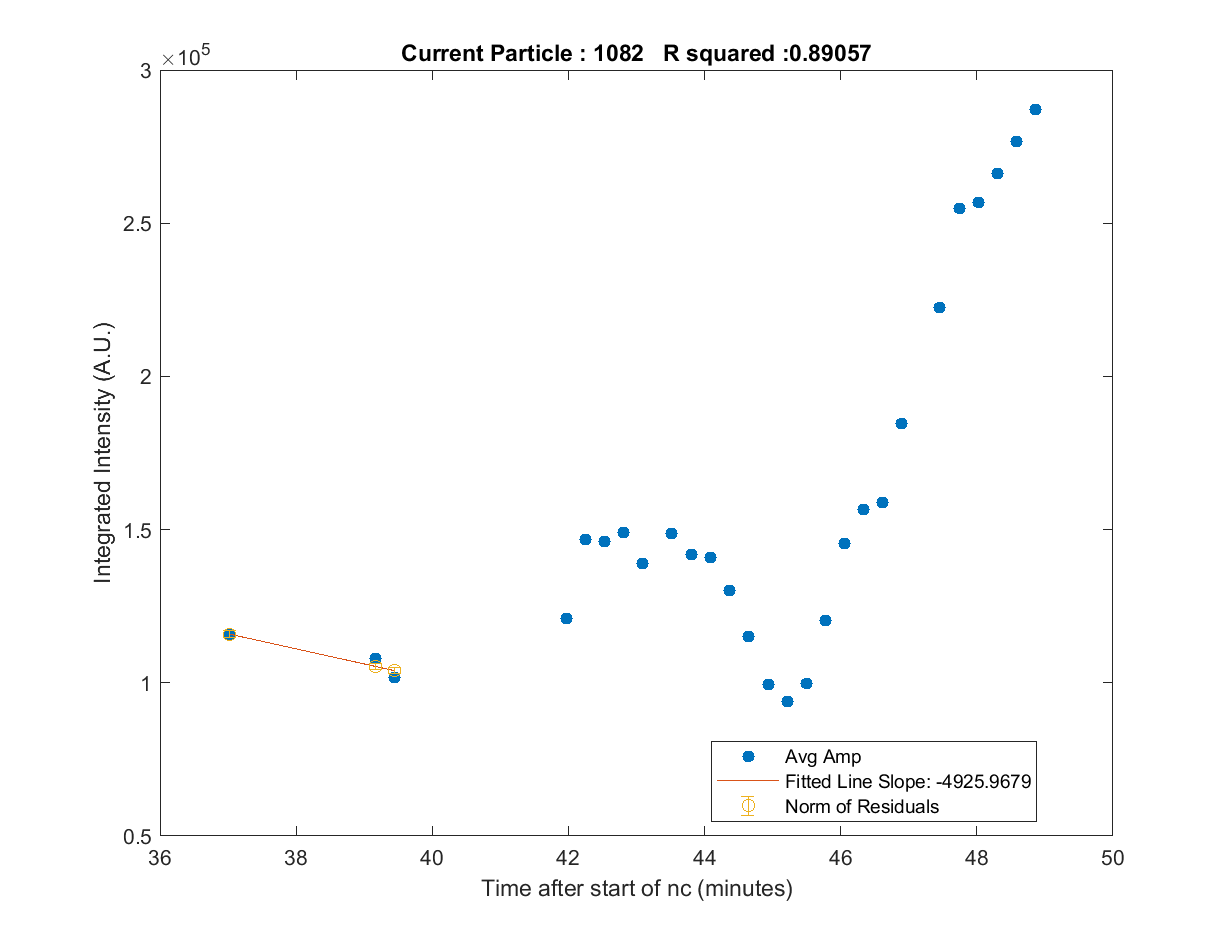 Current Particle : 1082   R squared :0.89057
×10^5
3
2.5
2
1.5
1
0.5
Integrated Intensity (A.U.)
36 38 40 42 44 46 48 50
Time after start of nc (minutes)
Avg Amp
Fitted Line Slope: -4925.9679
Norm of Residuals